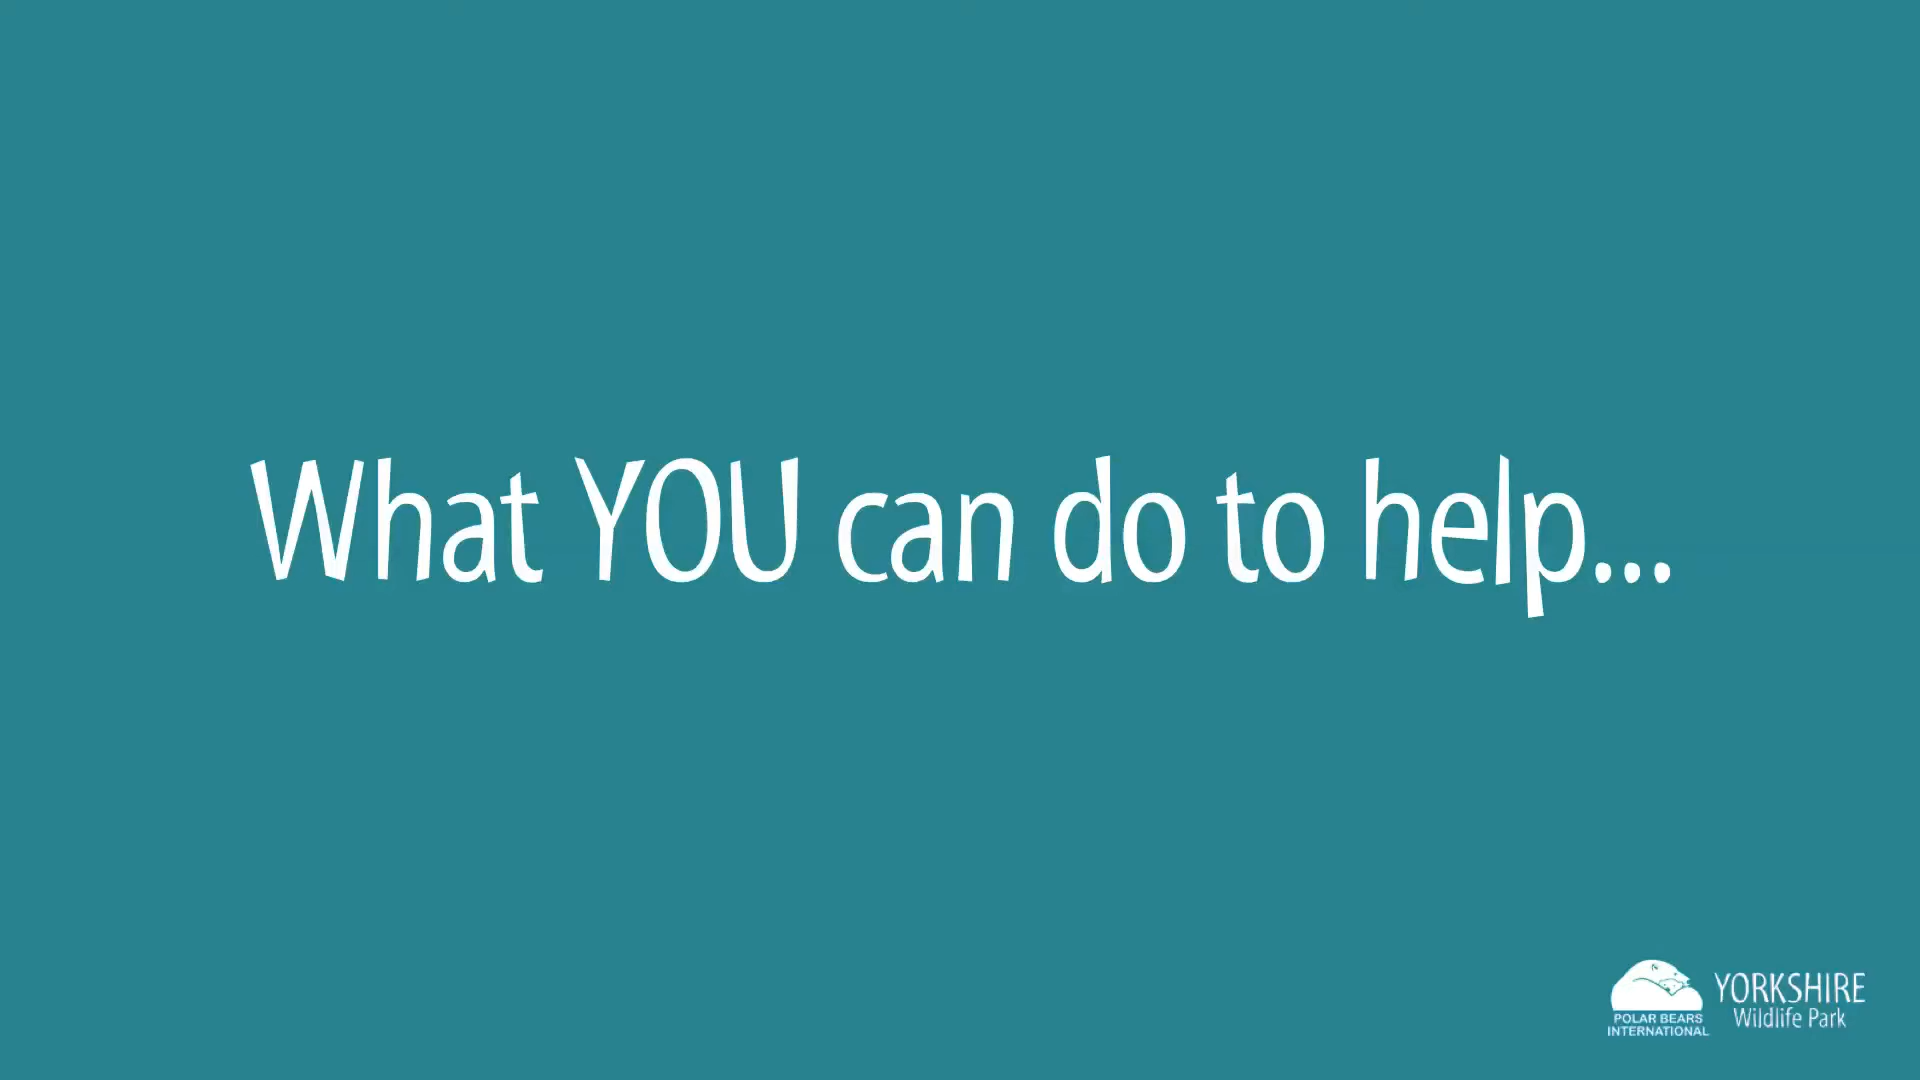 What YOU can do to help...
POLAR BEARS
INTERNATIONAL
YORKSHIRE
Wildlife Park